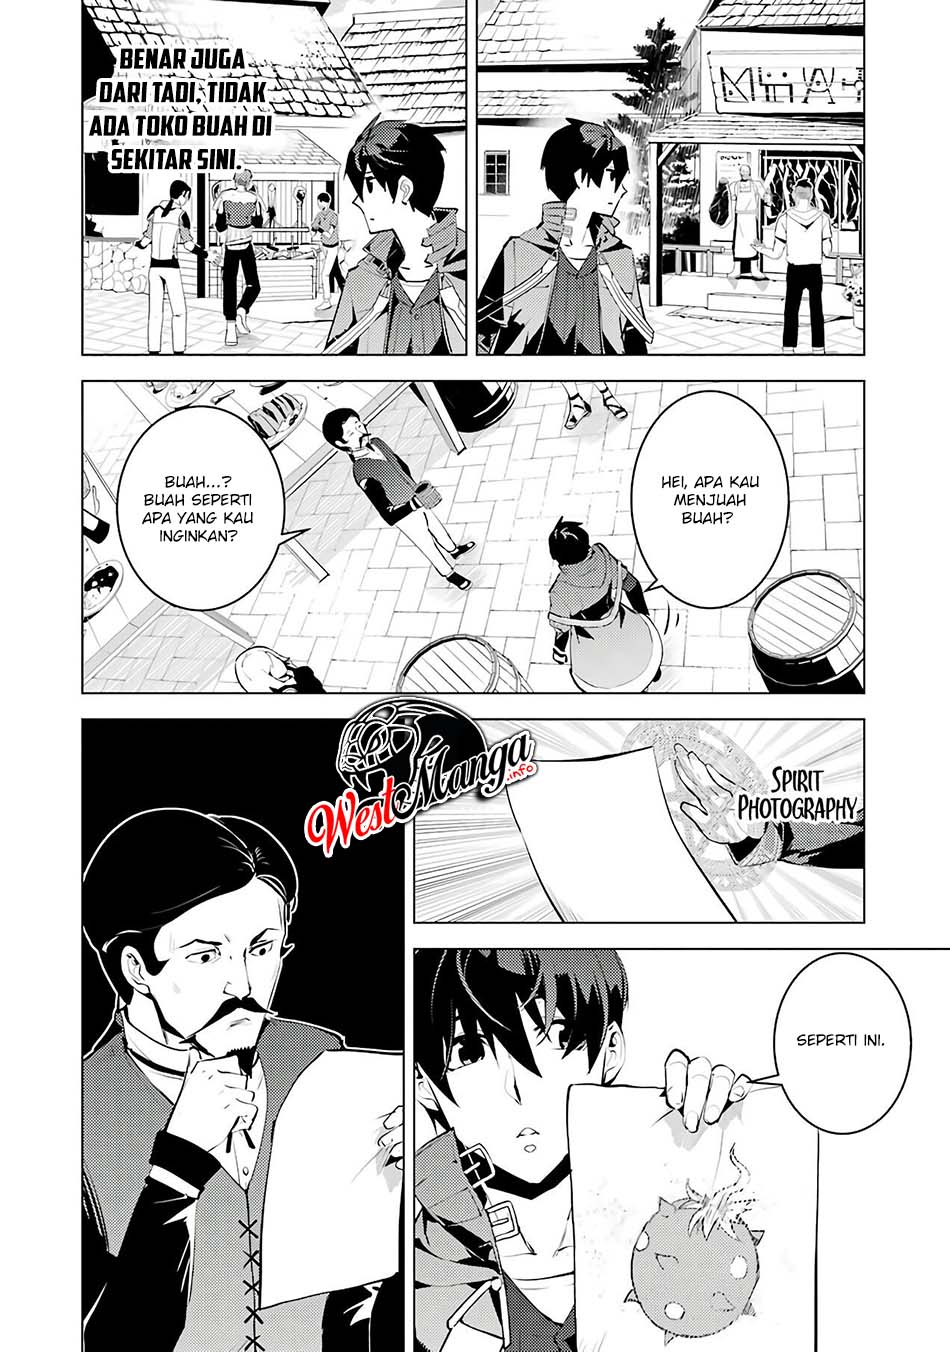 BENAR JUGA
DARI TADI, TIDAK
ADA TOKO BUAH DI
SEKITAR SINI.
HEI, APA KAU
MENJUAH
BUAH?
BUAH...?
BUAH SEPERTI
APA YANG KAU
INGINKAN?
SPIRIT
PHOTOGRAPHY
WestManga
.info
SEPERTI INI.